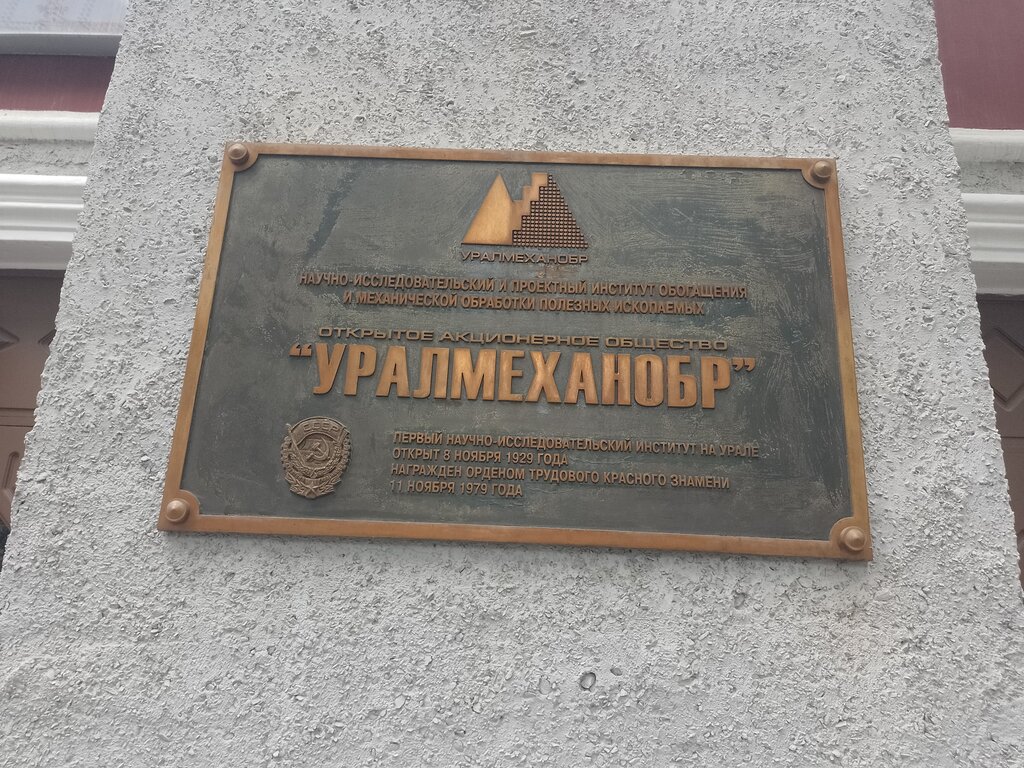 УРАЛМЕХАНОБР
НАУЧНО-ИССЛЕДОВАТЕЛЬСКИЙ И ПРОЕКТНЫЙ ИНСТИТУТ ОБОГАЩЕНИЯ
И МЕХАНИЧЕСКОЙ ОБРАБОТКИ ПОЛЕЗНЫХ ИСКОПАЕМЫХ
ОТКРЫТОЕ АКЦИОНЕРНОЕ ОБЩЕСТВО
“УРАЛМЕХАНОБР”
СССР
ПЕРВЫЙ НАУЧНО-ИССЛЕДОВАТЕЛЬСКИЙ ИНСТИТУТ НА УРАЛЕ
ОТКРЫТ 8 НОЯБРЯ 1929 ГОДА
НАГРАЖДЕН ОРДЕНОМ ТРУДОВОГО КРАСНОГО ЗНАМЕНИ
11 НОЯБРЯ 1979 ГОДА